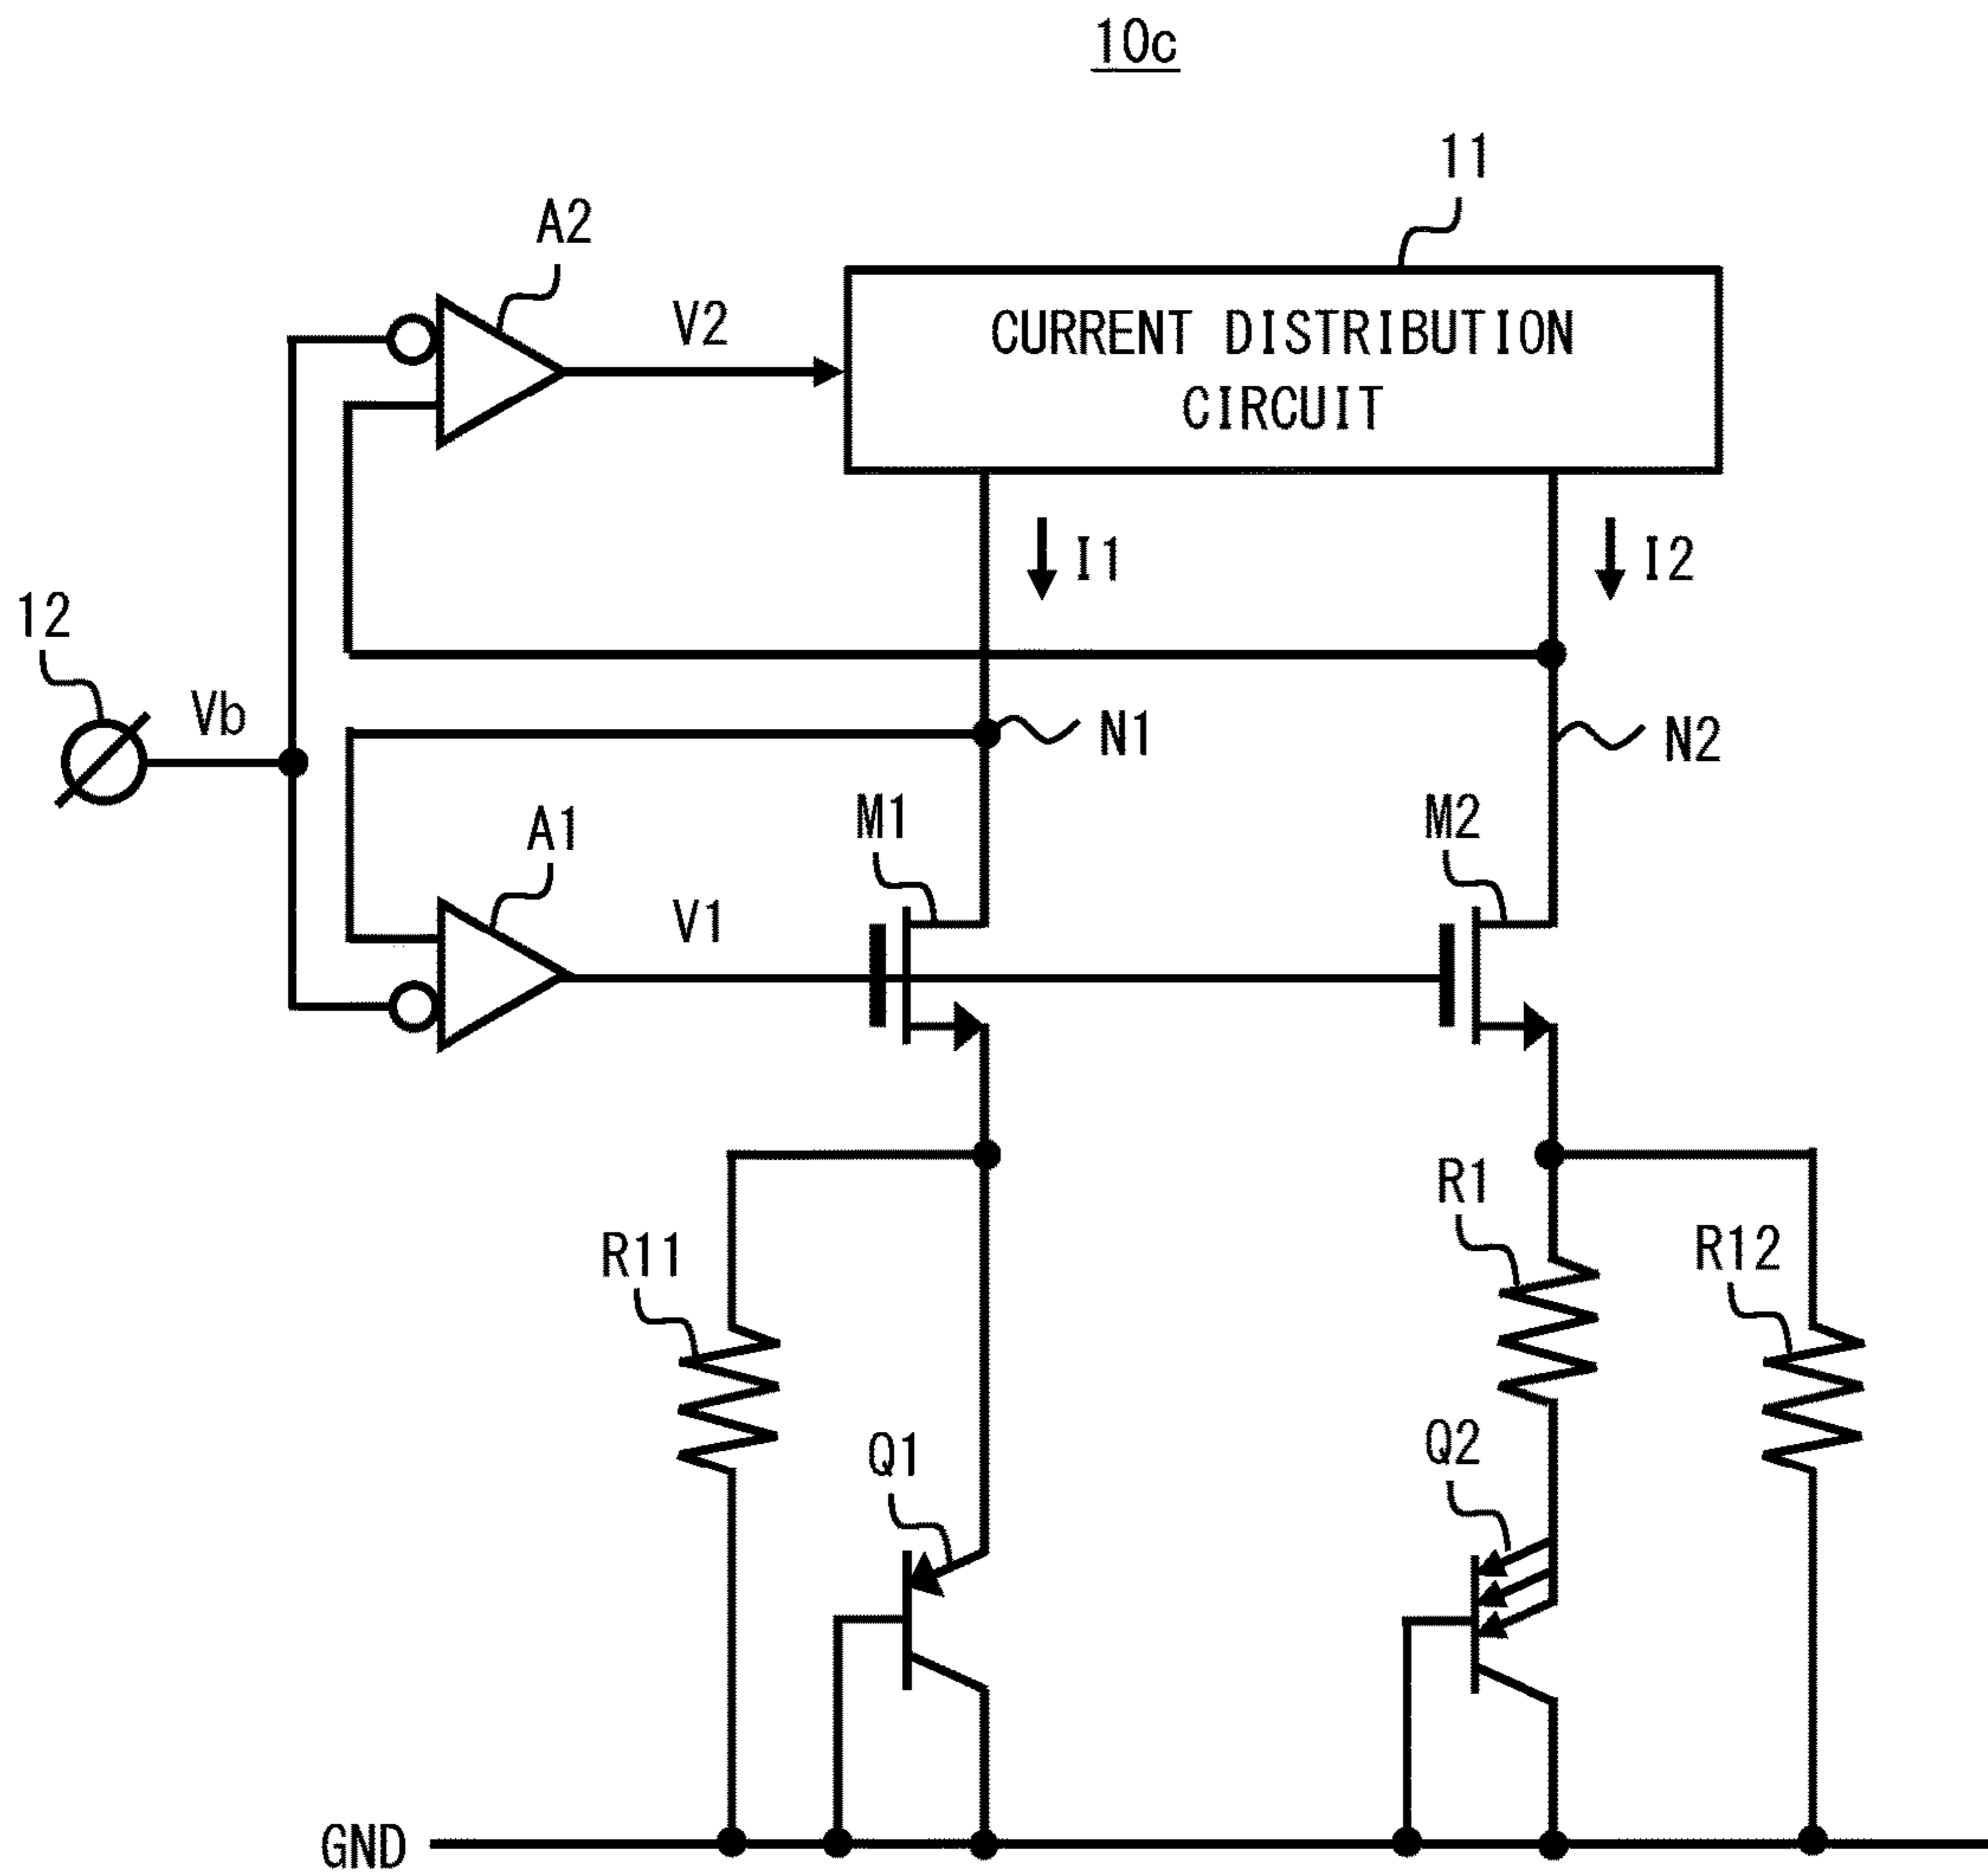 10c
11
A2
V2
CURRENT DISTRIBUTION
CIRCUIT
I1
I2
12
Vb
N1
N2
A1
V1
M1
M2
R11
R1
R12
Q1
Q2
GND